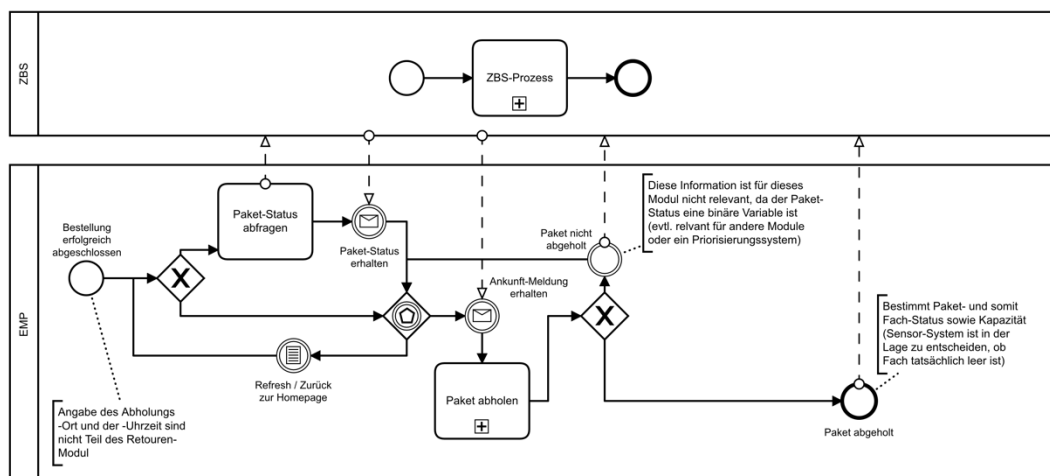 ZBS
ZBS-Prozess
EMP
Bestellung
erfolgreich
abgeschlossen
Paket-Status
abfragen
Paket-Status
erhalten
Paket nicht
abgeholt
Diese Information ist für dieses
Modul nicht relevant, da der Paket-
Status eine binäre Variable ist
(evtl. relvant für andere Module
oder ein Priorisierungssystem)
Ankunft-Meldung
erhalten
Bestimmt Paket- und somit
Fach-Status sowie Kapazität
(Sensor-System ist in der
Lage zu entscheiden, ob
Fach tatsächlich leer ist)
Refresh / Zurück
zur Homepage
Paket abholen
Paket abgeholt
Angabe des Abholungs
-Ort und der -Uhrzeit sind
nicht Teil des Retouren-
Modul